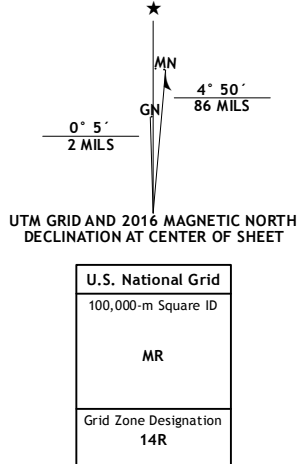 ★
MN
GN
4° 50´
86 MILS
0° 5´
2 MILS
UTM GRID AND 2016 MAGNETIC NORTH
DECLINATION AT CENTER OF SHEET
U.S. National Grid
100,000-m Square ID
MR
Grid Zone Designation
14R